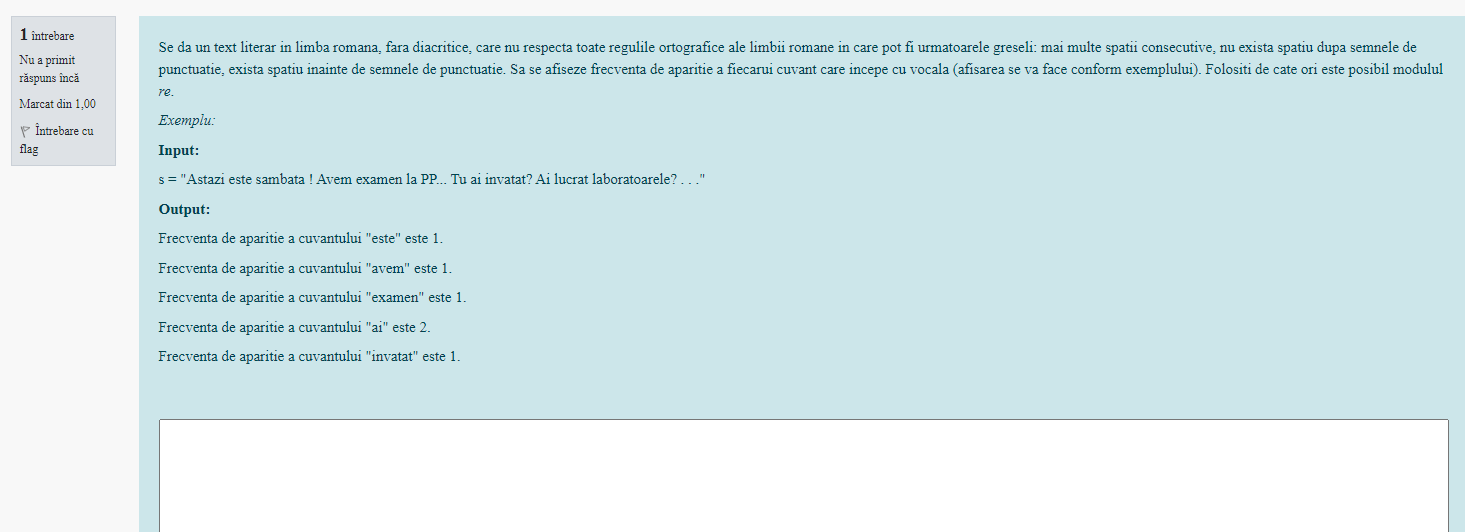 1 întrebare
Nu a primit
răspuns încă
Marcat din 1,00
Întrebare cu
flag
Se da un text literar in limba romana, fara diacritice, care nu respecta toate regulile ortografice ale limbii romane in care pot fi urmatoarele greseli: mai multe spatii consecutive, nu exista spatiu dupa semnele de
punctuatie, exista spatiu inainte de semnele de punctuatie. Sa se afiseze frecventa de aparitie a fiecarui cuvant care incepe cu vocala (afisarea se va face conform exemplului). Folositi de cate ori este posibil modulul
re.
Exemplu:
Input:
s = "Astazi este sambata ! Avem examen la PP... Tu ai invatat? Ai lucrat laboratoarele? . . ."
Output:
Frecventa de aparitie a cuvantului "este" este 1.
Frecventa de aparitie a cuvantului "avem" este 1.
Frecventa de aparitie a cuvantului "examen" este 1.
Frecventa de aparitie a cuvantului "ai" este 2.
Frecventa de aparitie a cuvantului "invatat" este 1.